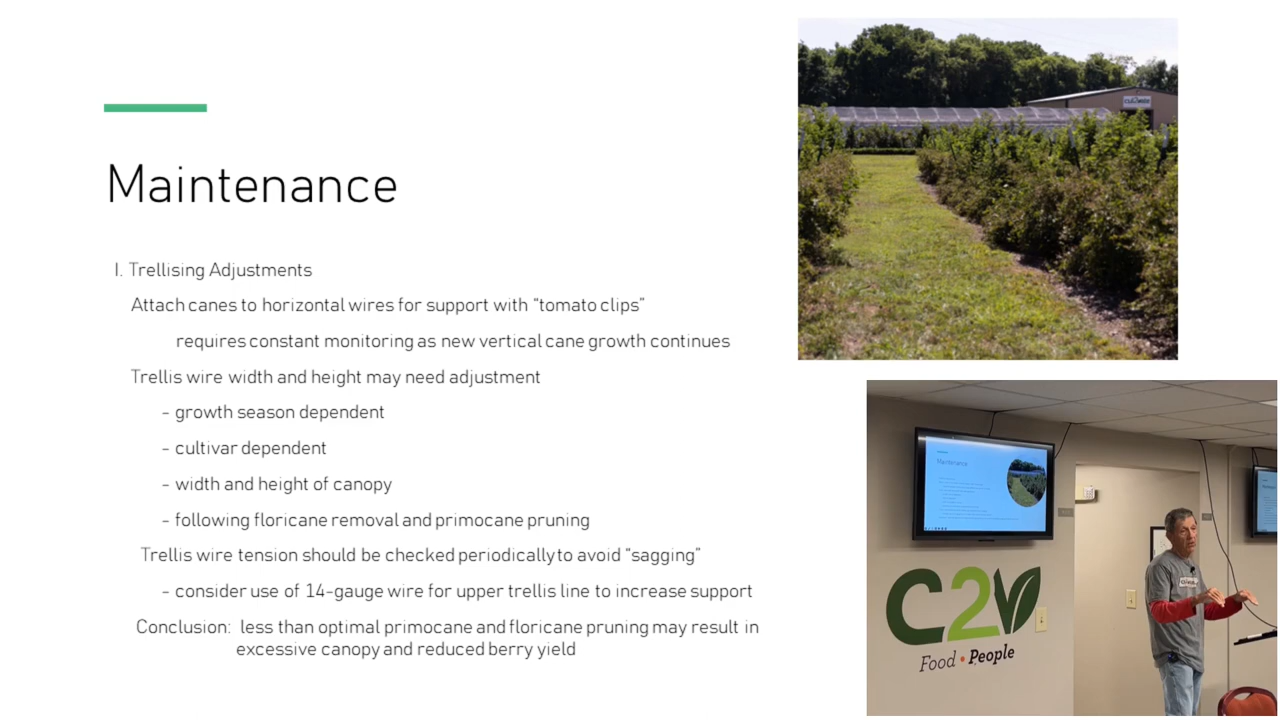 Maintenance
I. Trellising Adjustments
Attach canes to horizontal wires for support with “tomato clips”
requires constant monitoring as new vertical cane growth continues
Trellis wire width and height may need adjustment
- growth season dependent
- cultivar dependent
- width and height of canopy
- following floricane removal and primocane pruning
Trellis wire tension should be checked periodically to avoid “sagging”
- consider use of 14-gauge wire for upper trellis line to increase support
Conclusion: less than optimal primocane and floricane pruning may result in
excessive canopy and reduced berry yield
Maintenance
C2V
Food • People